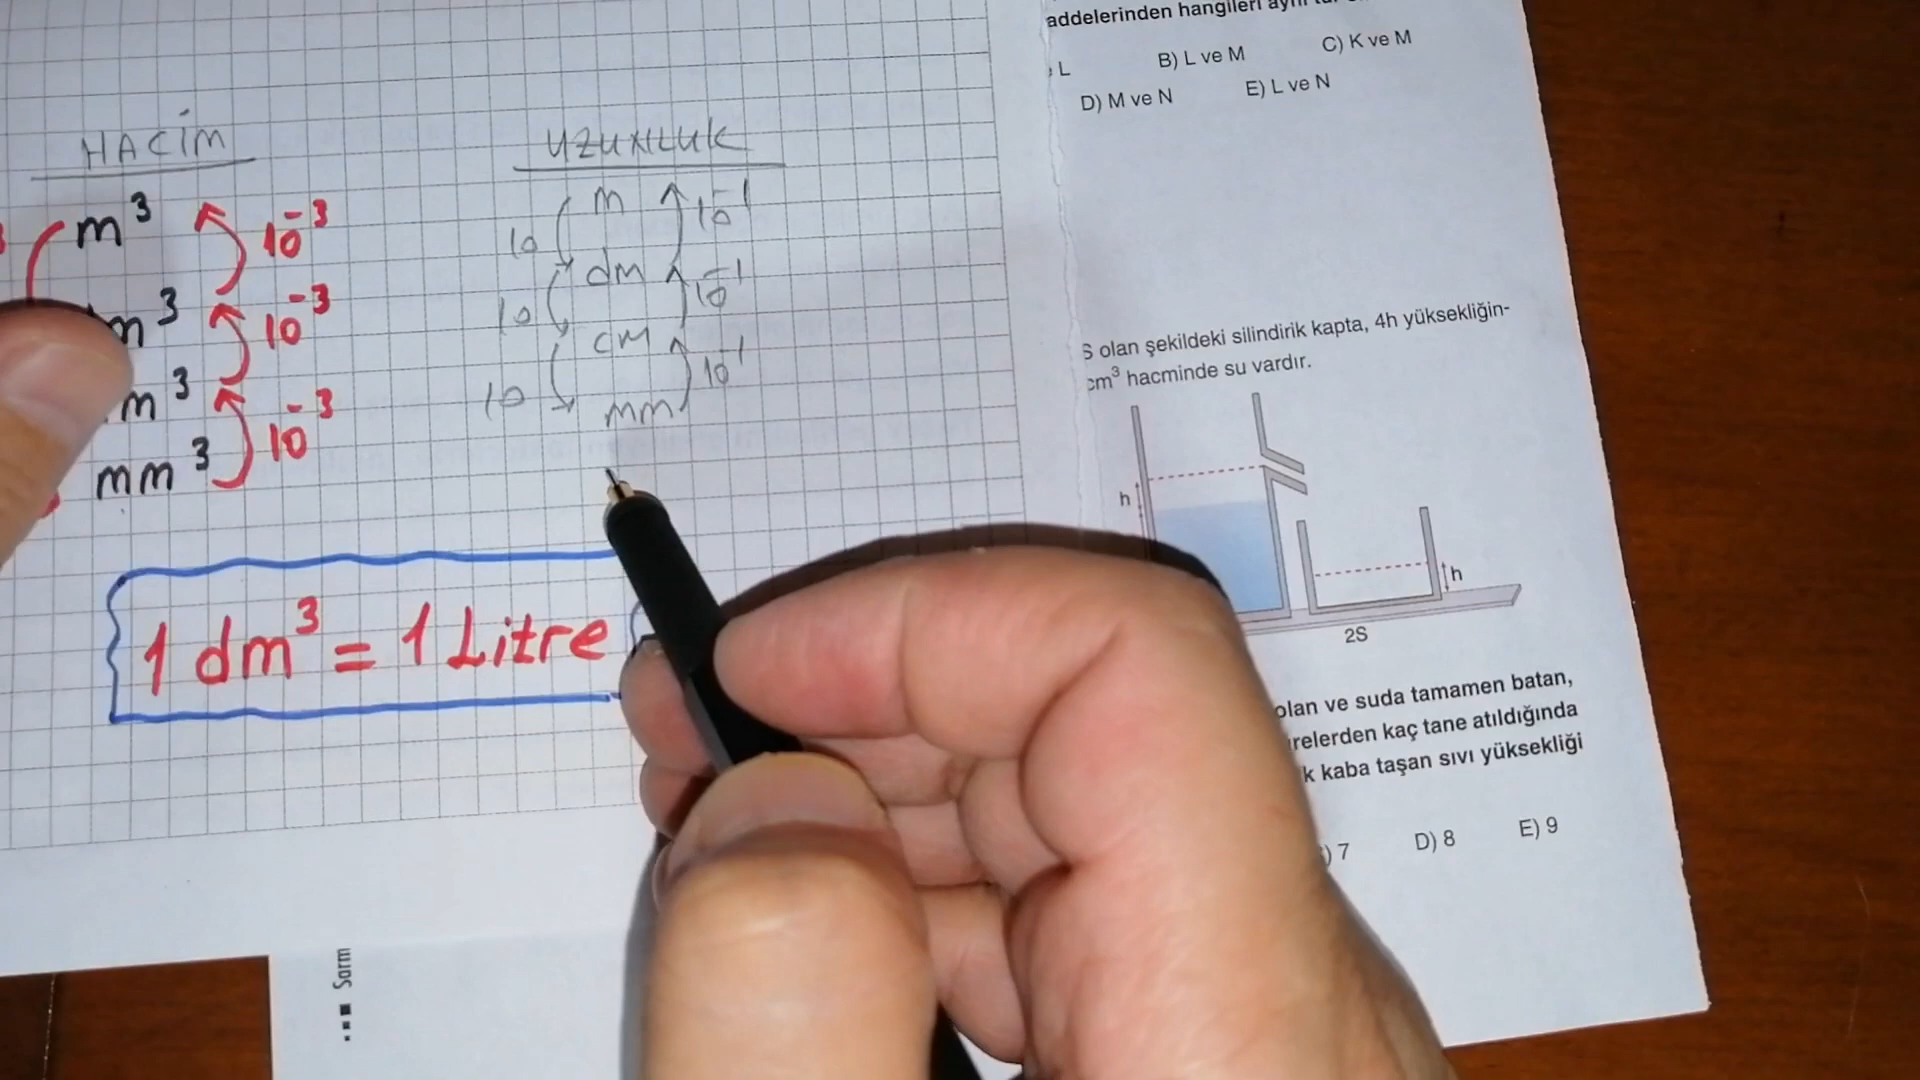 HACİM
m³
10⁻³
m³
10⁻³
m³
10⁻³
mm³
1 dm³ = 1 Litre
UZUNLUK
m
10
10⁻¹
dm
10
10⁻¹
cm
10
10⁻¹
mm
addelerinden hangileri aynı
L
B) L ve M
C) K ve M
D) M ve N
E) L ve N
S olan şekildeki silindirik kapta, 4h yüksekliğin-
cm³ hacminde su vardır.
h
h
2S
olan ve suda tamamen batan,
relerden kaç tane atıldığında
k kaba taşan sıvı yüksekliği
) 7
D) 8
E) 9
Sarm